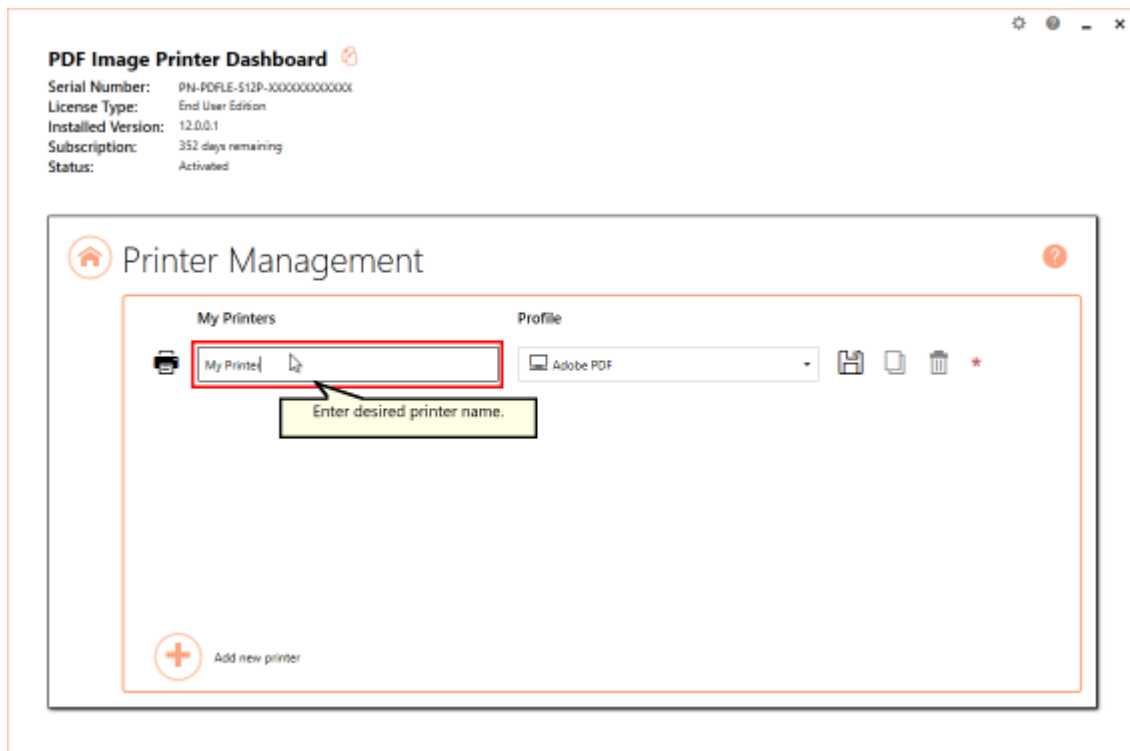 PDF Image Printer Dashboard
Serial Number: PN-PDFLE-S12P-XXXXXXXXXXXX
License Type: End User Edition
Installed Version: 12.0.0.1
Subscription: 352 days remaining
Status: Activated
Printer Management
My Printers Profile
My Printer Adobe PDF
Enter desired printer name.
Add new printer